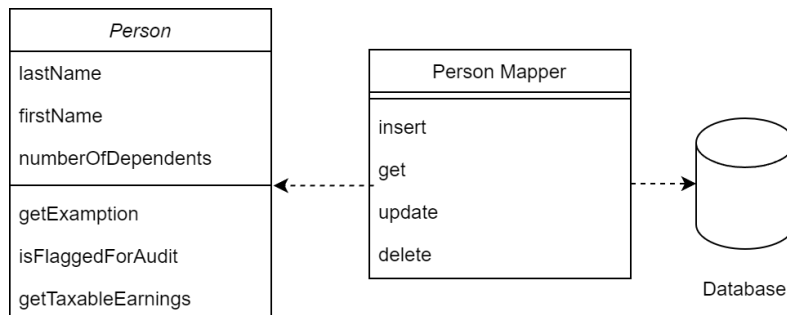 Person
lastName
firstName
numberOfDependents
getExamption
isFlaggedForAudit
getTaxableEarnings
Person Mapper
insert
get
update
delete
Database